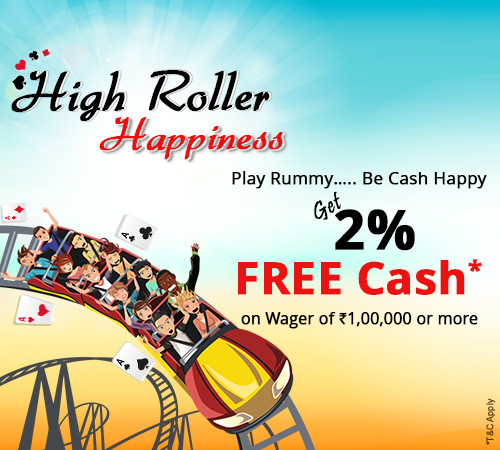 High Roller
Happiness
Play Rummy..... Be Cash Happy
Get
2%
FREE Cash*
on Wager of ₹1,00,000 or more
*T&C Apply
A
A
A
A